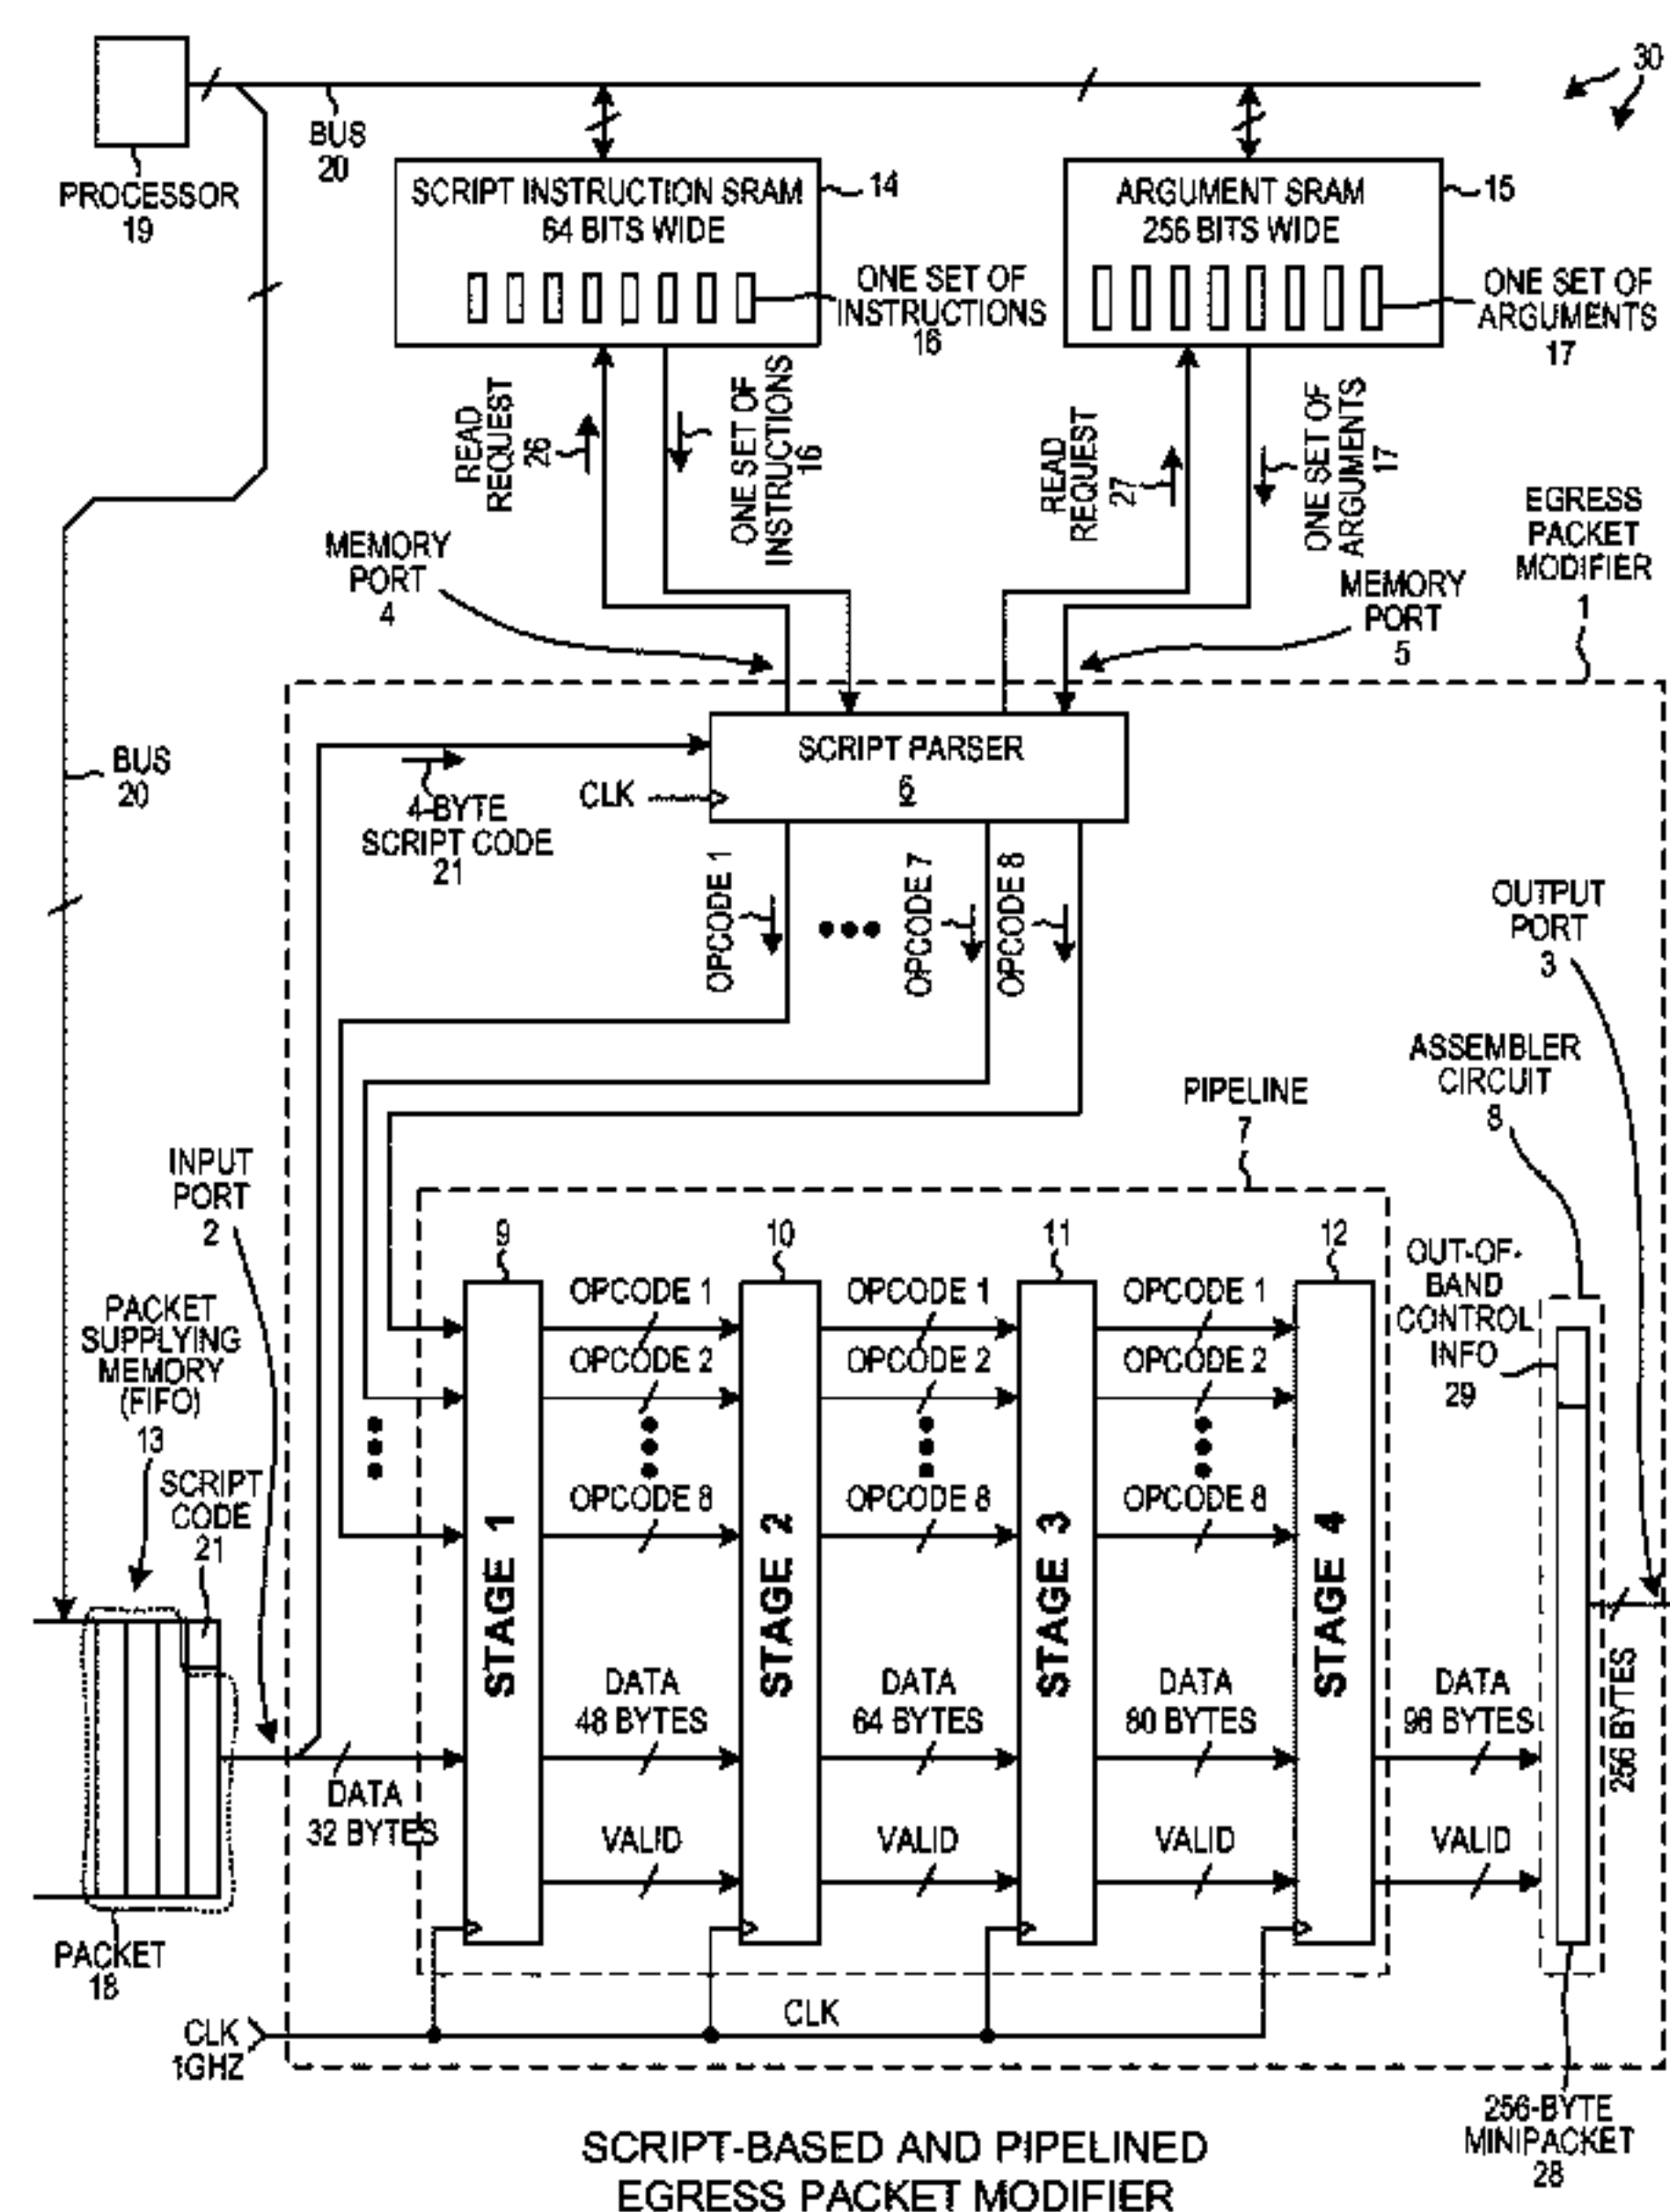 30
BUS
20
PROCESSOR
19
SCRIPT INSTRUCTION SRAM
64 BITS WIDE
14
ONE SET OF
INSTRUCTIONS
16
ARGUMENT SRAM
256 BITS WIDE
15
ONE SET OF
ARGUMENTS
17
READ
REQUEST
26
ONE SET OF
INSTRUCTIONS
16
READ
REQUEST
27
ONE SET OF
ARGUMENTS
17
MEMORY
PORT
4
MEMORY
PORT
5
EGRESS
PACKET
MODIFIER
1
BUS
20
4-BYTE
SCRIPT CODE
21
CLK
SCRIPT PARSER
6
OPCODE 1
OPCODE 7
OPCODE 8
OUTPUT
PORT
3
ASSEMBLER
CIRCUIT
8
PIPELINE
7
INPUT
PORT
2
PACKET
SUPPLYING
MEMORY
(FIFO)
13
SCRIPT
CODE
21
9
10
11
12
OPCODE 1
OPCODE 1
OPCODE 1
OPCODE 2
OPCODE 2
OPCODE 2
OPCODE 8
OPCODE 8
OPCODE 8
STAGE 1
STAGE 2
STAGE 3
STAGE 4
OUT-OF-
BAND
CONTROL
INFO
29
DATA
32 BYTES
DATA
48 BYTES
DATA
64 BYTES
DATA
80 BYTES
DATA
96 BYTES
256 BYTES
VALID
VALID
VALID
VALID
PACKET
18
CLK
1GHZ
CLK
256-BYTE
MINIPACKET
28
SCRIPT-BASED AND PIPELINED
EGRESS PACKET MODIFIER